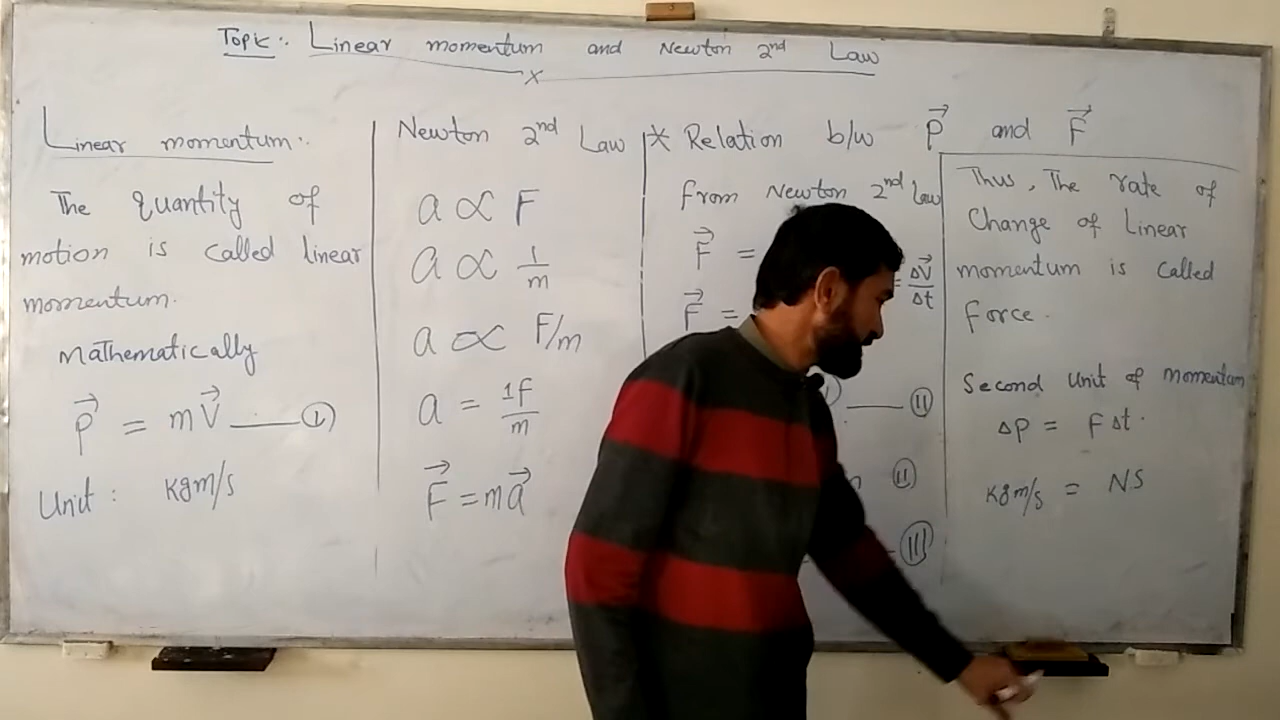 Topic:. Linear momentum and Newton 2nd Law
Linear momentum:.
The quantity of
motion is called linear
momentum.
Mathematically
P⃗ = mV⃗ ——— (I)
Unit: kgm/s
Newton 2nd Law
a ∝ F
a ∝ 1/m
a ∝ F/m
a = 1f/m
F⃗ = ma⃗
* Relation b/w P⃗ and F⃗
from Newton 2nd Law
F⃗ =
= ΔV⃗/Δt
F⃗ =
——— (II)
(II)
(III)
Thus, The rate of
Change of Linear
momentum is called
force.
Second Unit of momentum
ΔP = FΔt.
kgm/s = NS